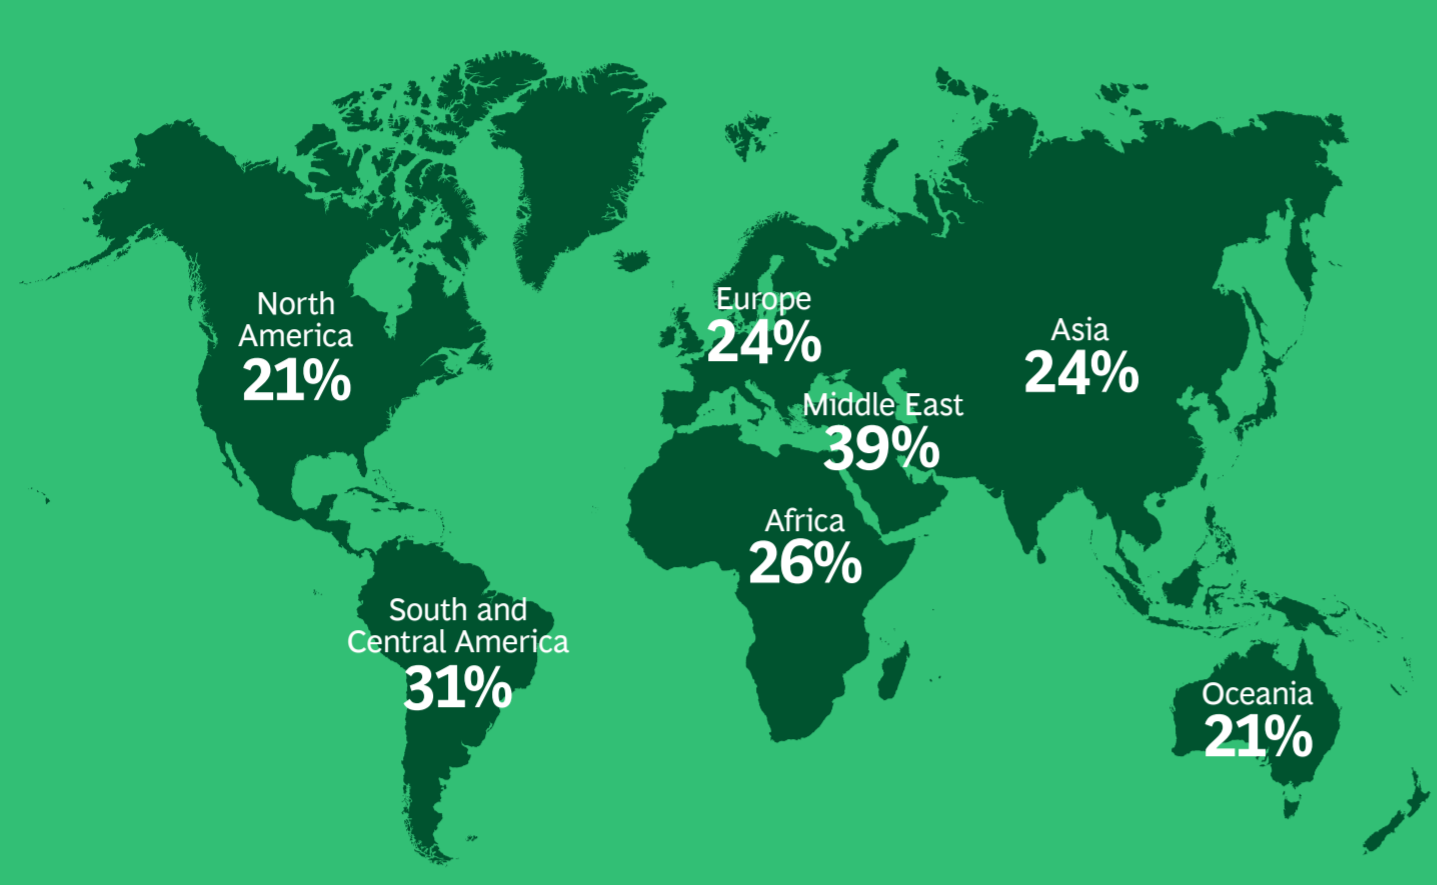 North
America
21%
Europe
24%
Asia
24%
Middle East
39%
Africa
26%
South and
Central America
31%
Oceania
21%